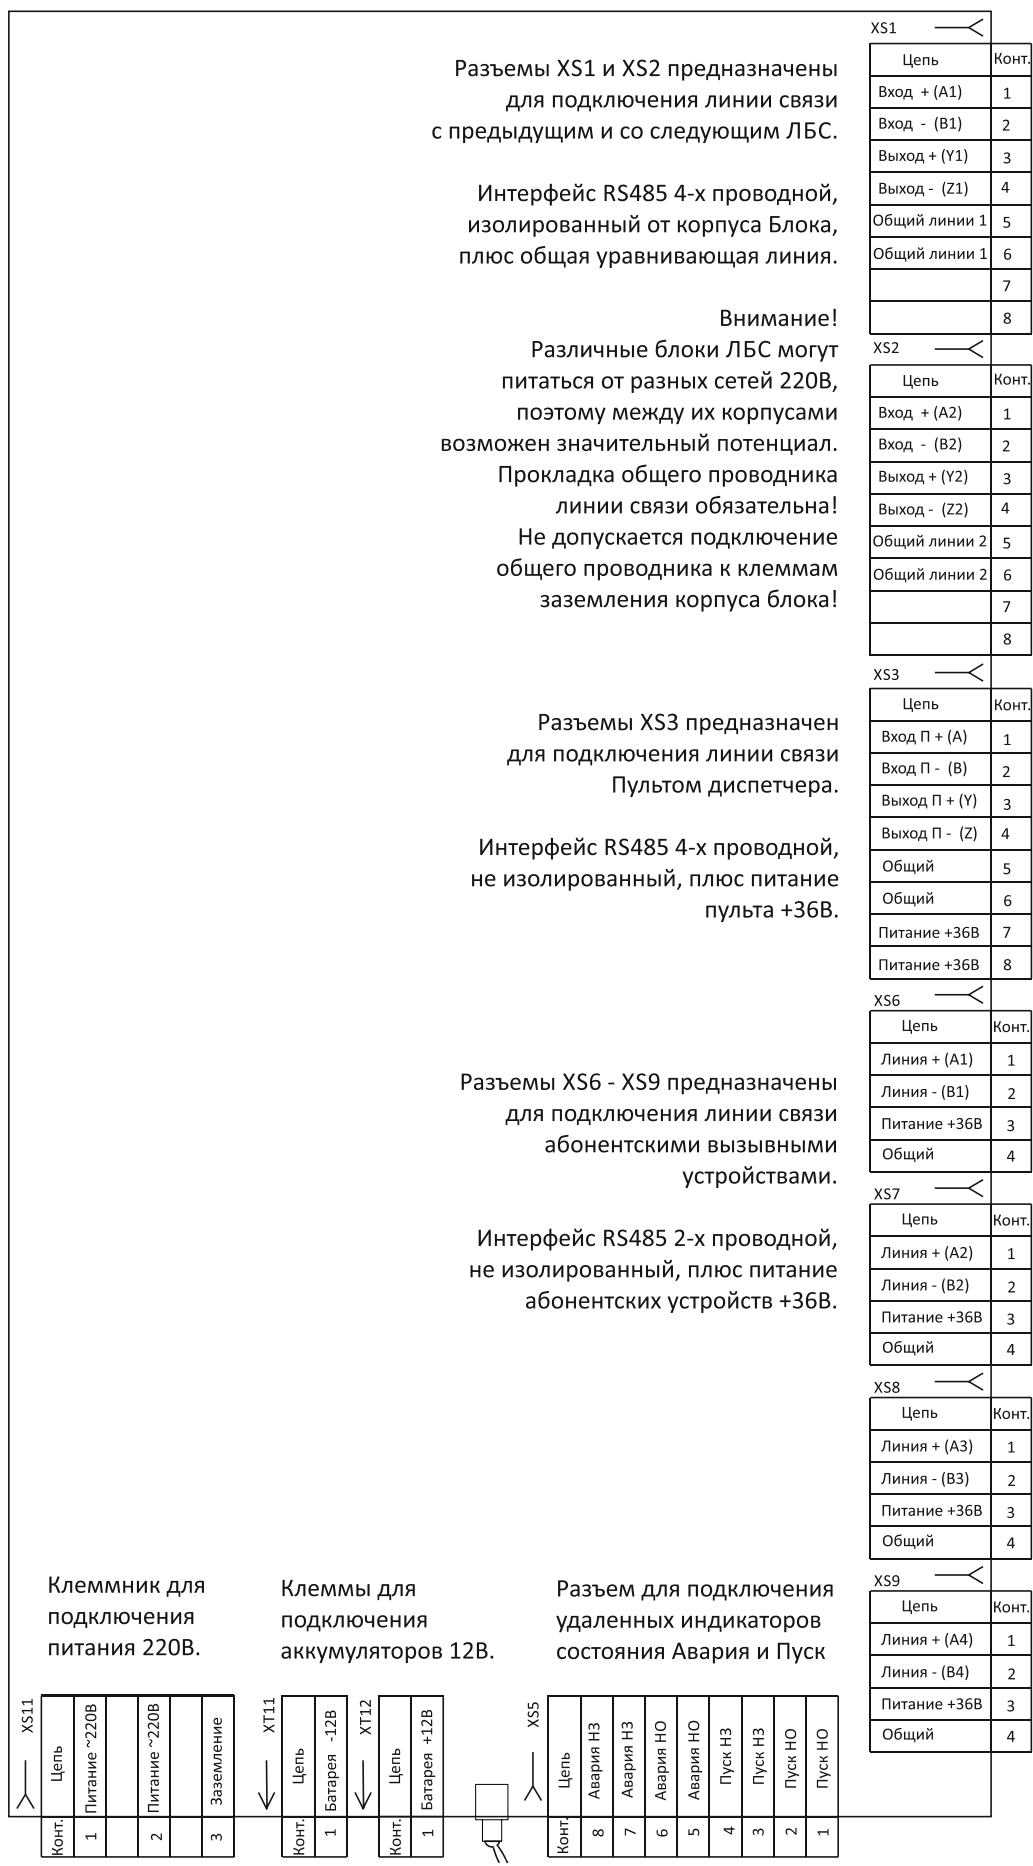 XS1
Цепь Конт.
Вход + (A1) 1
Вход - (B1) 2
Выход + (Y1) 3
Выход - (Z1) 4
Общий линии 1 5
Общий линии 1 6
7
8
Разъемы XS1 и XS2 предназначены
для подключения линии связи
с предыдущим и со следующим ЛБС.
Интерфейс RS485 4-х проводной,
изолированный от корпуса Блока,
плюс общая уравнивающая линия.
Внимание!
Различные блоки ЛБС могут
питаться от разных сетей 220В,
поэтому между их корпусами
возможен значительный потенциал.
Прокладка общего проводника
линии связи обязательна!
Не допускается подключение
общего проводника к клеммам
заземления корпуса блока!
XS2
Цепь Конт.
Вход + (A2) 1
Вход - (B2) 2
Выход + (Y2) 3
Выход - (Z2) 4
Общий линии 2 5
Общий линии 2 6
7
8
Разъемы XS3 предназначен
для подключения линии связи
Пультом диспетчера.
Интерфейс RS485 4-х проводной,
не изолированный, плюс питание
пульта +36В.
XS3
Цепь Конт.
Вход П + (A) 1
Вход П - (B) 2
Выход П + (Y) 3
Выход П - (Z) 4
Общий 5
Общий 6
Питание +36В 7
Питание +36В 8
Разъемы XS6 - XS9 предназначены
для подключения линии связи
абонентскими вызывными
устройствами.
Интерфейс RS485 2-х проводной,
не изолированный, плюс питание
абонентских устройств +36В.
XS6
Цепь Конт.
Линия + (A1) 1
Линия - (B1) 2
Питание +36В 3
Общий 4
XS7
Цепь Конт.
Линия + (A2) 1
Линия - (B2) 2
Питание +36В 3
Общий 4
XS8
Цепь Конт.
Линия + (A3) 1
Линия - (B3) 2
Питание +36В 3
Общий 4
XS9
Цепь Конт.
Линия + (A4) 1
Линия - (B4) 2
Питание +36В 3
Общий 4
Клеммник для
подключения
питания 220В.
XS11
Конт. Цепь
1 Питание ~220В
2 Питание ~220В
3 Заземление
Клеммы для
подключения
аккумуляторов 12В.
XT11
Конт. Цепь
1 Батарея -12В
XT12
Конт. Цепь
1 Батарея +12В
Разъем для подключения
удаленных индикаторов
состояния Авария и Пуск
XS5
Конт. Цепь
8 Авария НЗ
7 Авария НЗ
6 Авария НО
5 Авария НО
4 Пуск НЗ
3 Пуск НЗ
2 Пуск НО
1 Пуск НО